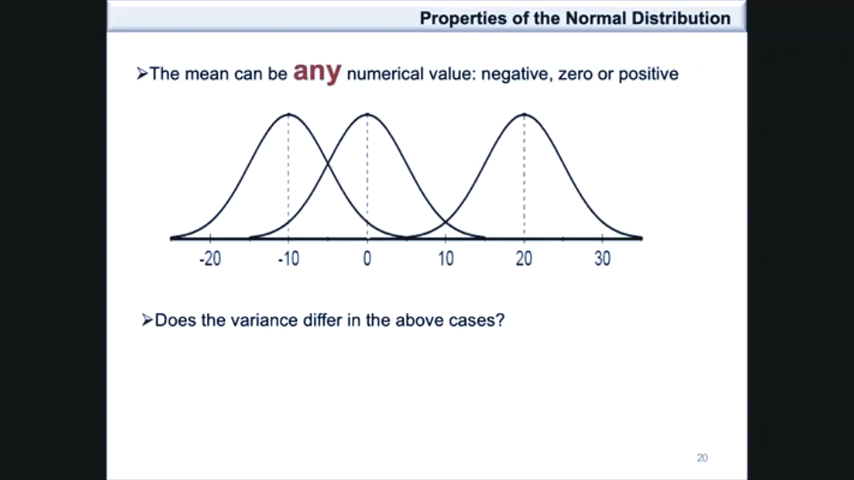 Properties of the Normal Distribution
➢The mean can be any numerical value: negative, zero or positive
-20 -10 0 10 20 30
➢Does the variance differ in the above cases?
20